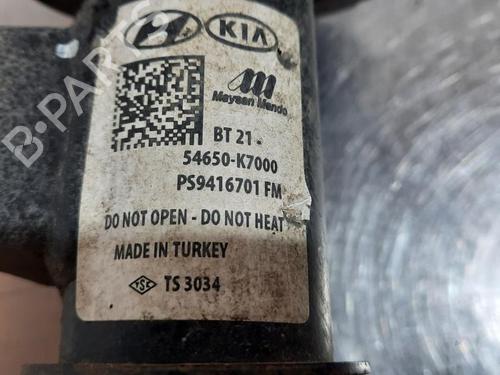 KIA
Maysan Mando
BT 21
54650-K7000
PS9416701 FM
DO NOT OPEN - DO NOT HEAT
MADE IN TURKEY
TSE TS 3034
B-PARTS